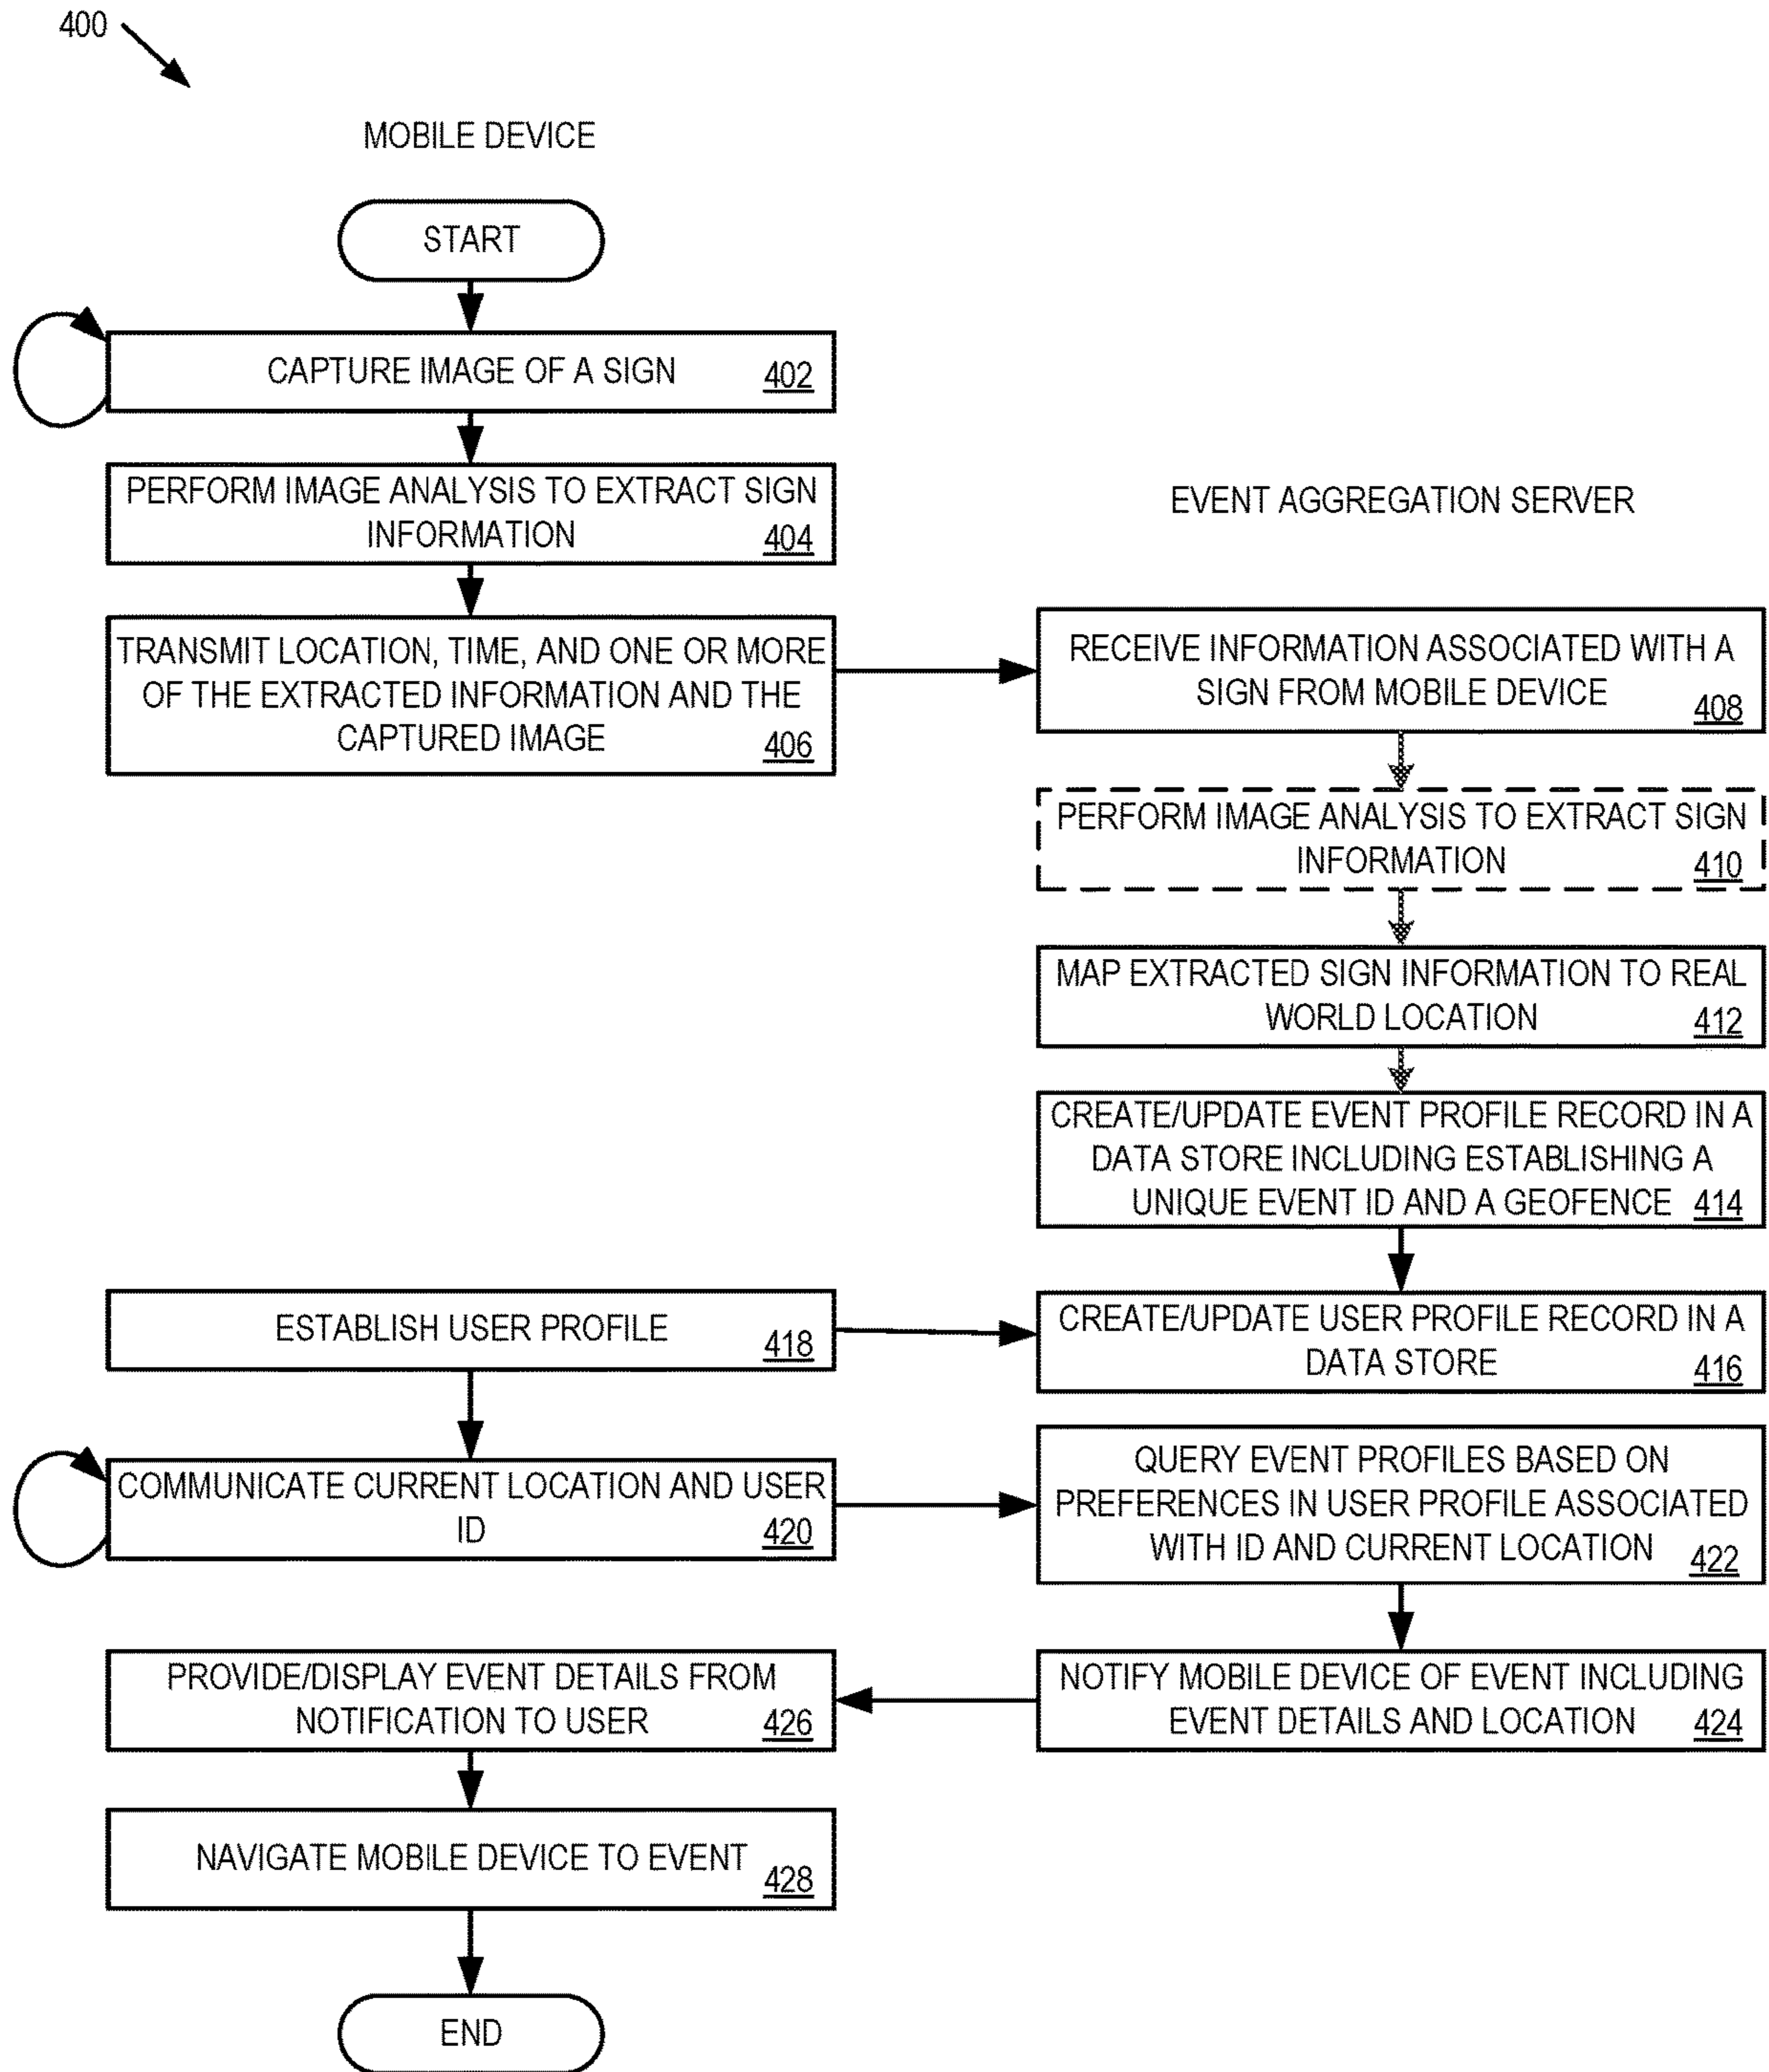 400
MOBILE DEVICE
START
CAPTURE IMAGE OF A SIGN 402
PERFORM IMAGE ANALYSIS TO EXTRACT SIGN
INFORMATION 404
TRANSMIT LOCATION, TIME, AND ONE OR MORE
OF THE EXTRACTED INFORMATION AND THE
CAPTURED IMAGE 406
EVENT AGGREGATION SERVER
RECEIVE INFORMATION ASSOCIATED WITH A
SIGN FROM MOBILE DEVICE 408
PERFORM IMAGE ANALYSIS TO EXTRACT SIGN
INFORMATION 410
MAP EXTRACTED SIGN INFORMATION TO REAL
WORLD LOCATION 412
CREATE/UPDATE EVENT PROFILE RECORD IN A
DATA STORE INCLUDING ESTABLISHING A
UNIQUE EVENT ID AND A GEOFENCE 414
ESTABLISH USER PROFILE 418
CREATE/UPDATE USER PROFILE RECORD IN A
DATA STORE 416
COMMUNICATE CURRENT LOCATION AND USER
ID 420
QUERY EVENT PROFILES BASED ON
PREFERENCES IN USER PROFILE ASSOCIATED
WITH ID AND CURRENT LOCATION 422
NOTIFY MOBILE DEVICE OF EVENT INCLUDING
EVENT DETAILS AND LOCATION 424
PROVIDE/DISPLAY EVENT DETAILS FROM
NOTIFICATION TO USER 426
NAVIGATE MOBILE DEVICE TO EVENT 428
END